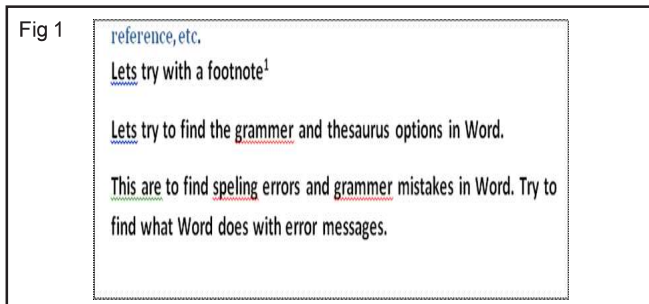 Fig 1
reference, etc.
Lets try with a footnote¹
Lets try to find the grammer and thesaurus options in Word.
This are to find speling errors and grammer mistakes in Word. Try to
find what Word does with error messages.